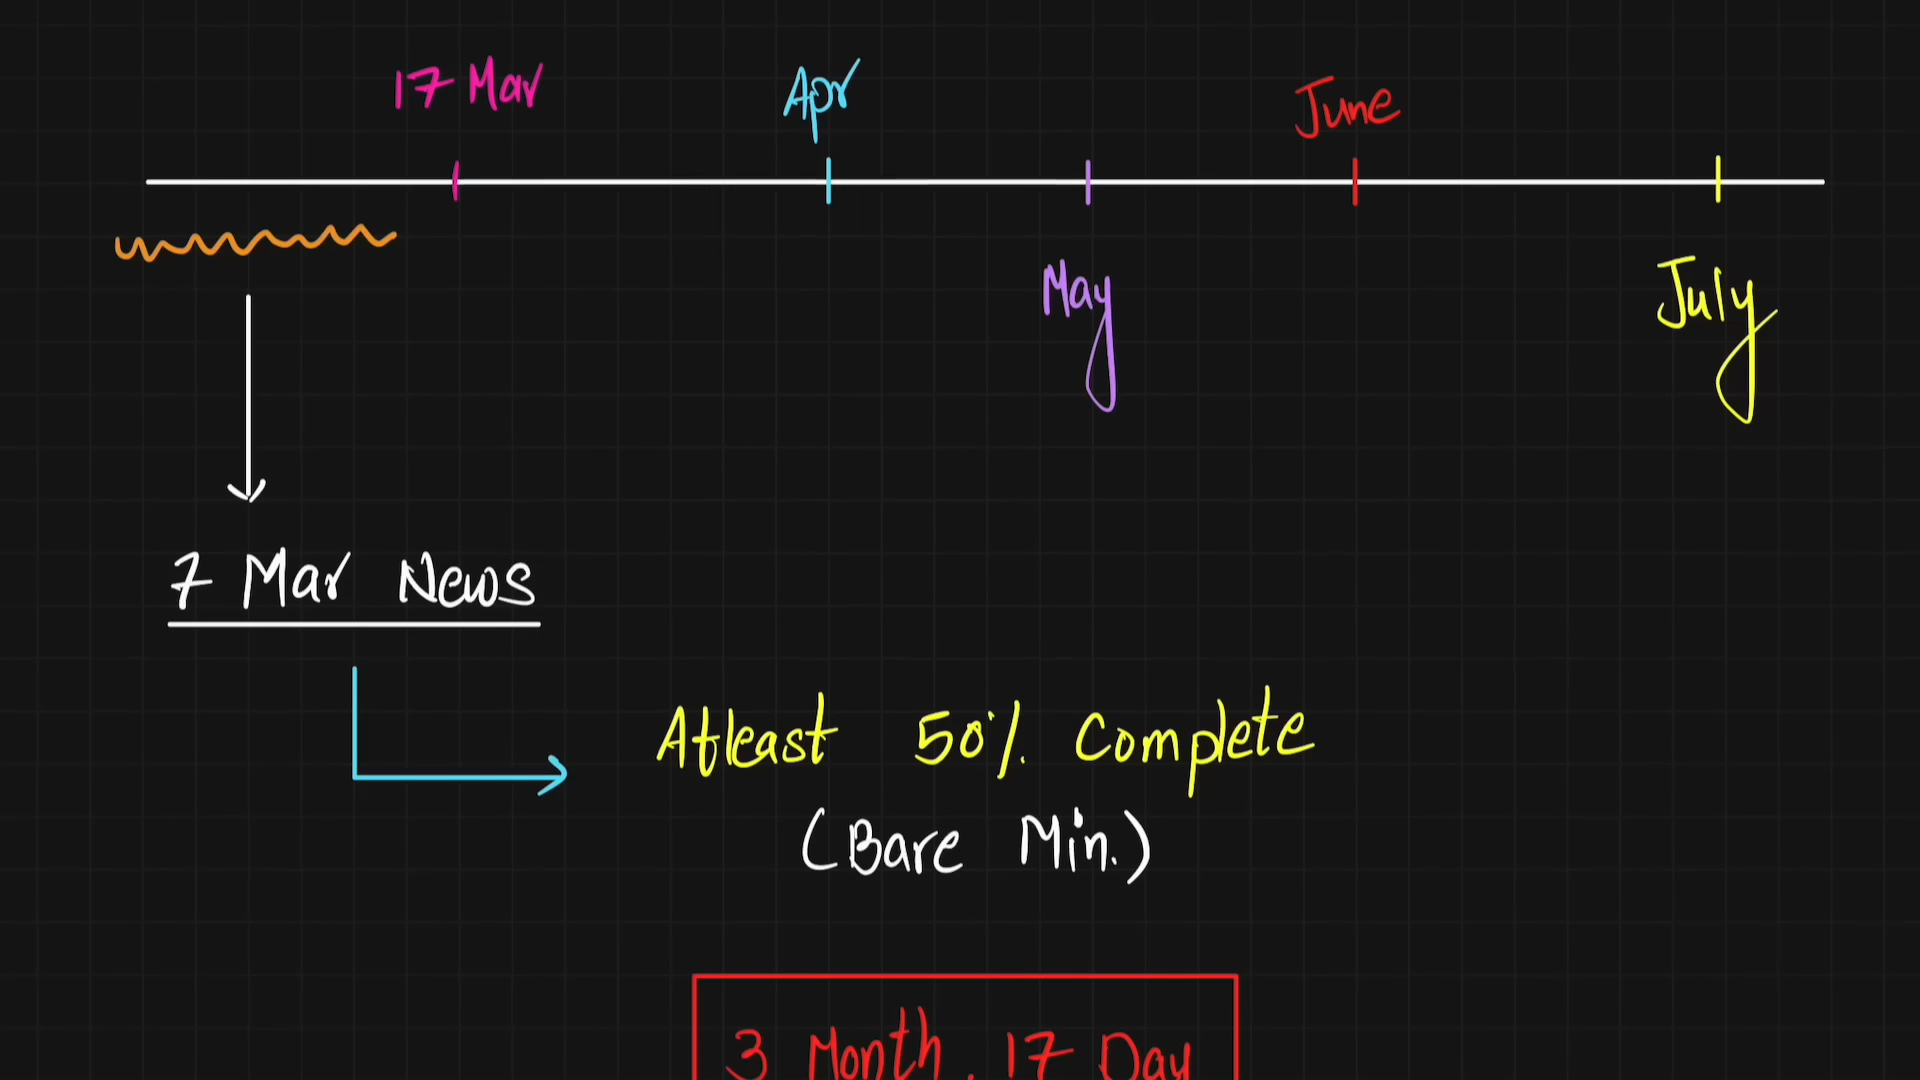 17 Mar
Apr
June
May
July
7 Mar News
Atleast 50% Complete
(Bare Min.)
3 Month, 17 Day